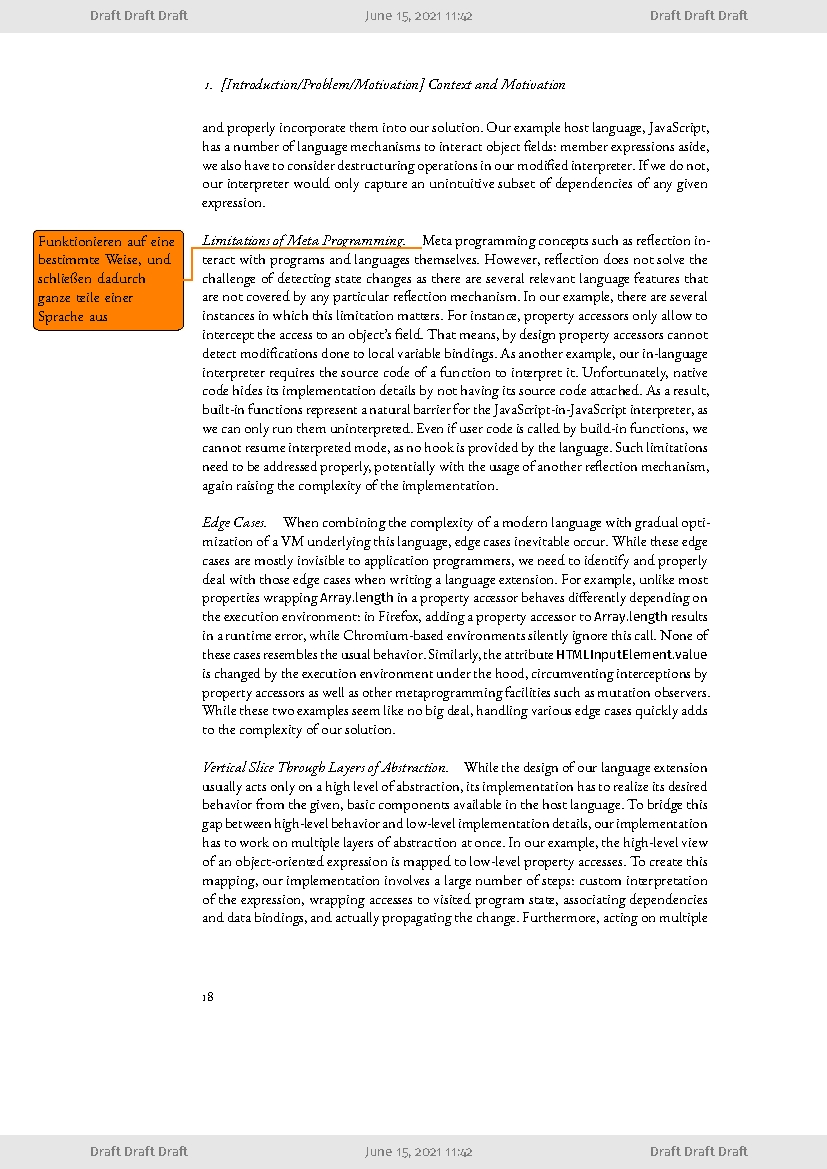 Draft Draft Draft June 15, 2021 11:42 Draft Draft Draft
1. [Introduction/Problem/Motivation] Context and Motivation
and properly incorporate them into our solution. Our example host language, JavaScript,
has a number of language mechanisms to interact object fields: member expressions aside,
we also have to consider destructuring operations in our modified interpreter. If we do not,
our interpreter would only capture an unintuitive subset of dependencies of any given
expression.
Funktionieren auf eine
bestimmte Weise, und
schließen dadurch
ganze teile einer
Sprache aus
Limitations of Meta Programming. Meta programming concepts such as reflection in-
teract with programs and languages themselves. However, reflection does not solve the
challenge of detecting state changes as there are several relevant language features that
are not covered by any particular reflection mechanism. In our example, there are several
instances in which this limitation matters. For instance, property accessors only allow to
intercept the access to an object's field. That means, by design property accessors cannot
detect modifications done to local variable bindings. As another example, our in-language
interpreter requires the source code of a function to interpret it. Unfortunately, native
code hides its implementation details by not having its source code attached. As a result,
built-in functions represent a natural barrier for the JavaScript-in-JavaScript interpreter, as
we can only run them uninterpreted. Even if user code is called by build-in functions, we
cannot resume interpreted mode, as no hook is provided by the language. Such limitations
need to be addressed properly, potentially with the usage of another reflection mechanism,
again raising the complexity of the implementation.
Edge Cases. When combining the complexity of a modern language with gradual opti-
mization of a VM underlying this language, edge cases inevitable occur. While these edge
cases are mostly invisible to application programmers, we need to identify and properly
deal with those edge cases when writing a language extension. For example, unlike most
properties wrapping Array.length in a property accessor behaves differently depending on
the execution environment: in Firefox, adding a property accessor to Array.length results
in a runtime error, while Chromium-based environments silently ignore this call. None of
these cases resembles the usual behavior. Similarly, the attribute HTMLInputElement.value
is changed by the execution environment under the hood, circumventing interceptions by
property accessors as well as other metaprogramming facilities such as mutation observers.
While these two examples seem like no big deal, handling various edge cases quickly adds
to the complexity of our solution.
Vertical Slice Through Layers of Abstraction. While the design of our language extension
usually acts only on a high level of abstraction, its implementation has to realize its desired
behavior from the given, basic components available in the host language. To bridge this
gap between high-level behavior and low-level implementation details, our implementation
has to work on multiple layers of abstraction at once. In our example, the high-level view
of an object-oriented expression is mapped to low-level property accesses. To create this
mapping, our implementation involves a large number of steps: custom interpretation
of the expression, wrapping accesses to visited program state, associating dependencies
and data bindings, and actually propagating the change. Furthermore, acting on multiple
18
Draft Draft Draft June 15, 2021 11:42 Draft Draft Draft